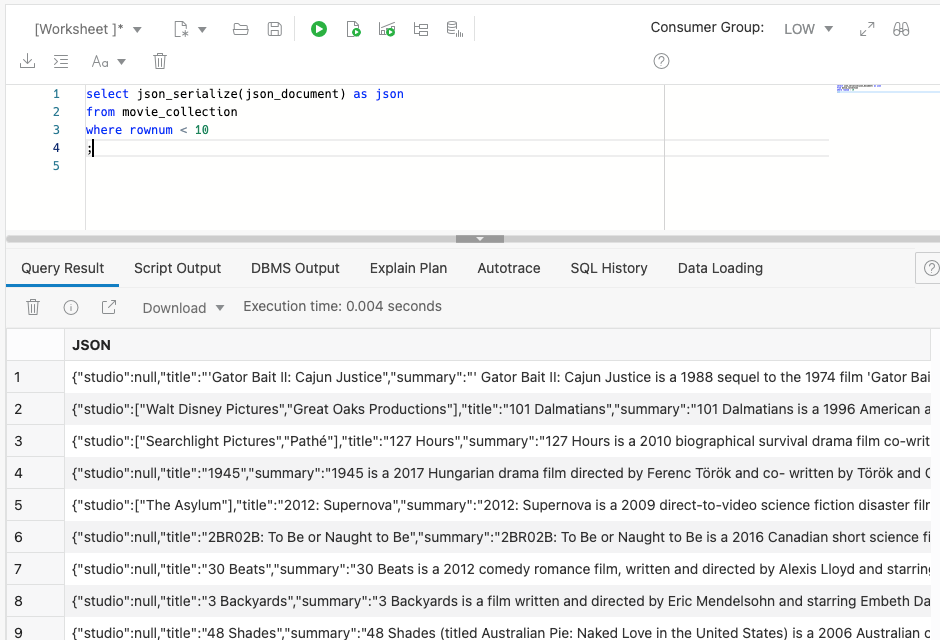 [Worksheet ]*
Consumer Group: LOW
Aa
1 select json_serialize(json_document) as json
2 from movie_collection
3 where rownum < 10
4 ;
5
Query Result Script Output DBMS Output Explain Plan Autotrace SQL History Data Loading
Download Execution time: 0.004 seconds
JSON
1 {"studio":null,"title":"'Gator Bait II: Cajun Justice","summary":"' Gator Bait II: Cajun Justice is a 1988 sequel to the 1974 film 'Gator Bai
2 {"studio":["Walt Disney Pictures","Great Oaks Productions"],"title":"101 Dalmatians","summary":"101 Dalmatians is a 1996 American a
3 {"studio":["Searchlight Pictures","Pathé"],"title":"127 Hours","summary":"127 Hours is a 2010 biographical survival drama film co-writ
4 {"studio":null,"title":"1945","summary":"1945 is a 2017 Hungarian drama film directed by Ferenc Török and co- written by Török and
5 {"studio":["The Asylum"],"title":"2012: Supernova","summary":"2012: Supernova is a 2009 direct-to-video science fiction disaster
6 {"studio":null,"title":"2BR02B: To Be or Naught to Be","summary":"2BR02B: To Be or Naught to Be is a 2016 Canadian short science
7 {"studio":null,"title":"30 Beats","summary":"30 Beats is a 2012 comedy romance film, written and directed by Alexis Lloyd and starring
8 {"studio":null,"title":"3 Backyards","summary":"3 Backyards is a film written and directed by Eric Mendelsohn and starring Embeth Da
9 {"studio":null,"title":"48 Shades","summary":"48 Shades (titled Australian Pie: Naked Love in the United States) is a 2006 Australian